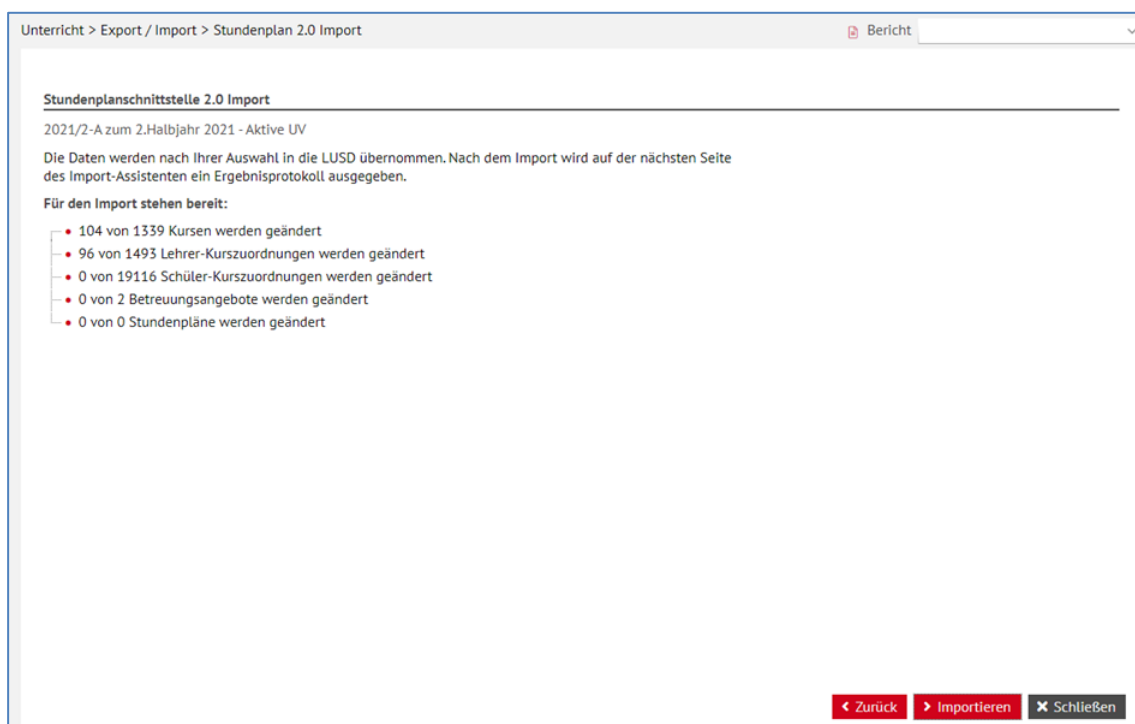 Unterricht > Export / Import > Stundenplan 2.0 Import
Bericht
Stundenplanschnittstelle 2.0 Import
2021/2-A zum 2.Halbjahr 2021 - Aktive UV
Die Daten werden nach Ihrer Auswahl in die LUSD übernommen. Nach dem Import wird auf der nächsten Seite
des Import-Assistenten ein Ergebnisprotokoll ausgegeben.
Für den Import stehen bereit:
104 von 1339 Kursen werden geändert
96 von 1493 Lehrer-Kurszuordnungen werden geändert
0 von 19116 Schüler-Kurszuordnungen werden geändert
0 von 2 Betreuungsangebote werden geändert
0 von 0 Stundenpläne werden geändert
Zurück
Importieren
Schließen